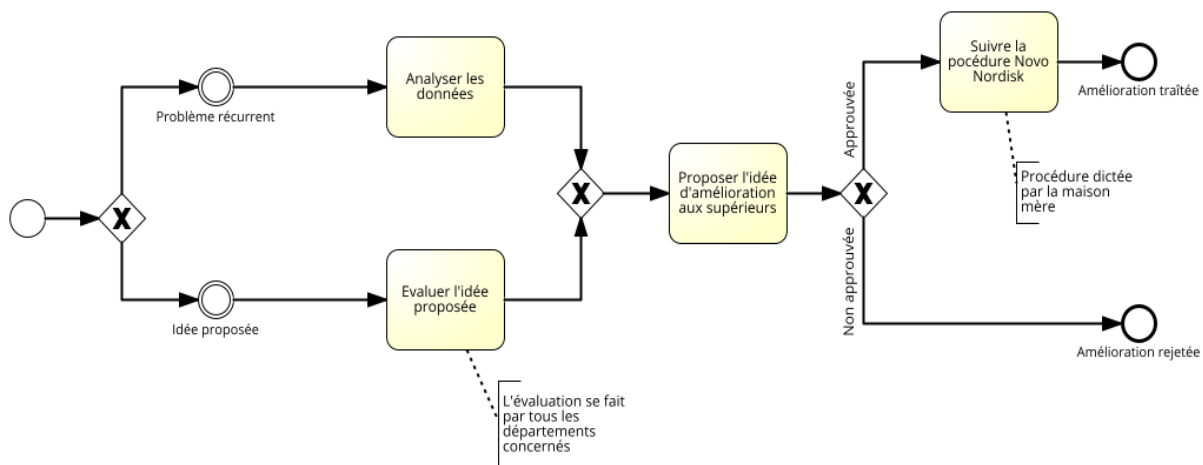 Problème récurrent
Analyser les
données
Idée proposée
Evaluer l'idée
proposée
L'évaluation se fait
par tous les
départements
concernés
Proposer l'idée
d'amélioration
aux supérieurs
Approuvée
Non approuvée
Suivre la
pocédure Novo
Nordisk
Amélioration traîtée
Procédure dictée
par la maison
mère
Amélioration rejetée